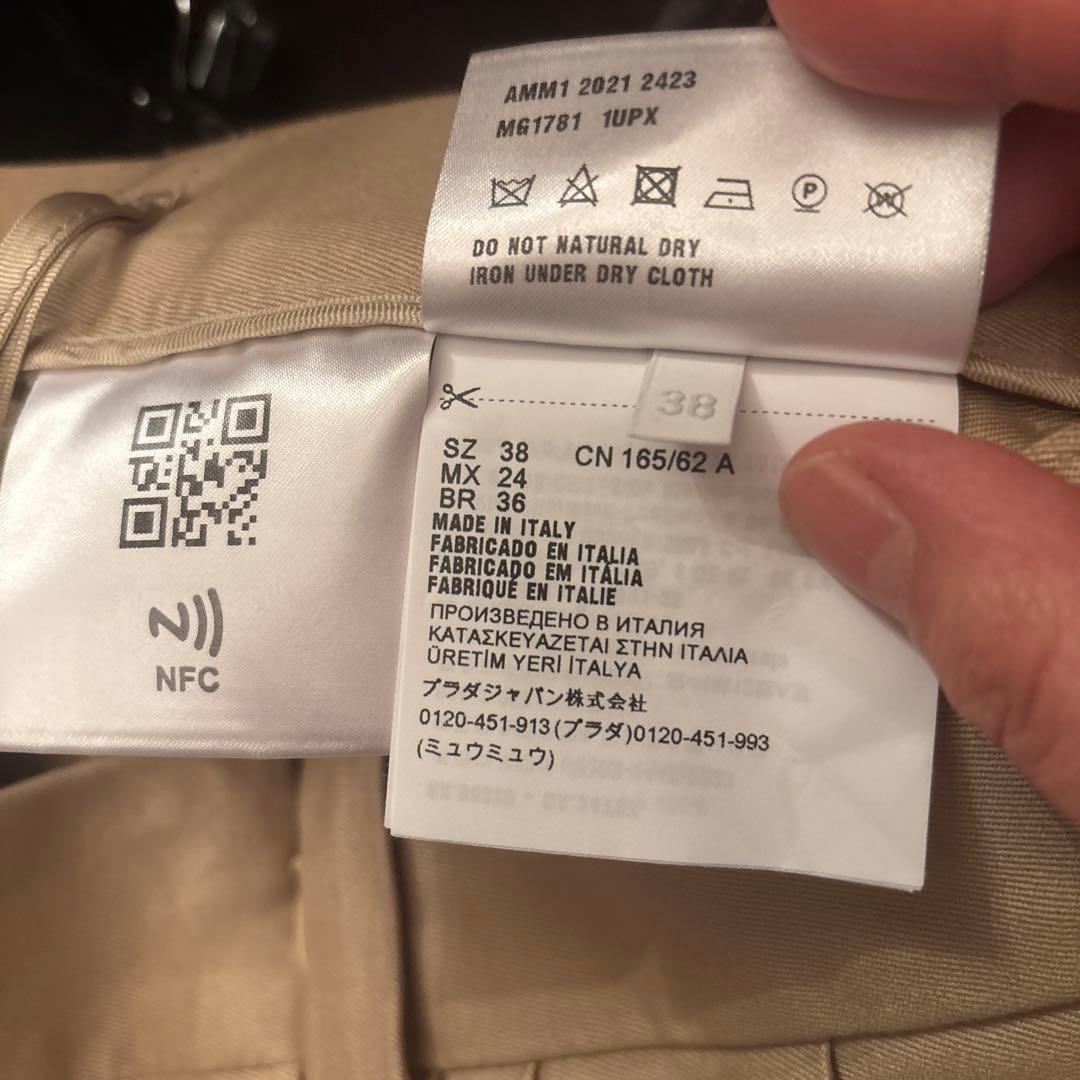 AMM1 2021 2423
MG1781 1UPX
P
W
DO NOT NATURAL DRY
IRON UNDER DRY CLOTH
38
SZ 38 CN 165/62 A
MX 24
BR 36
MADE IN ITALY
FABRICADO EN ITALIA
FABRICADO EM ITÁLIA
FABRIQUÉ EN ITALIE
ПРОИЗВЕДЕНО В ИТАЛИЯ
ΚΑΤΑΣΚΕΥΑΖΕΤΑΙ ΣΤΗΝ ΙΤΑΛΙΑ
ÜRETİM YERİ İTALYA
プラダジャパン株式会社
0120-451-913(プラダ)0120-451-993
(ミュウミュウ)
NFC